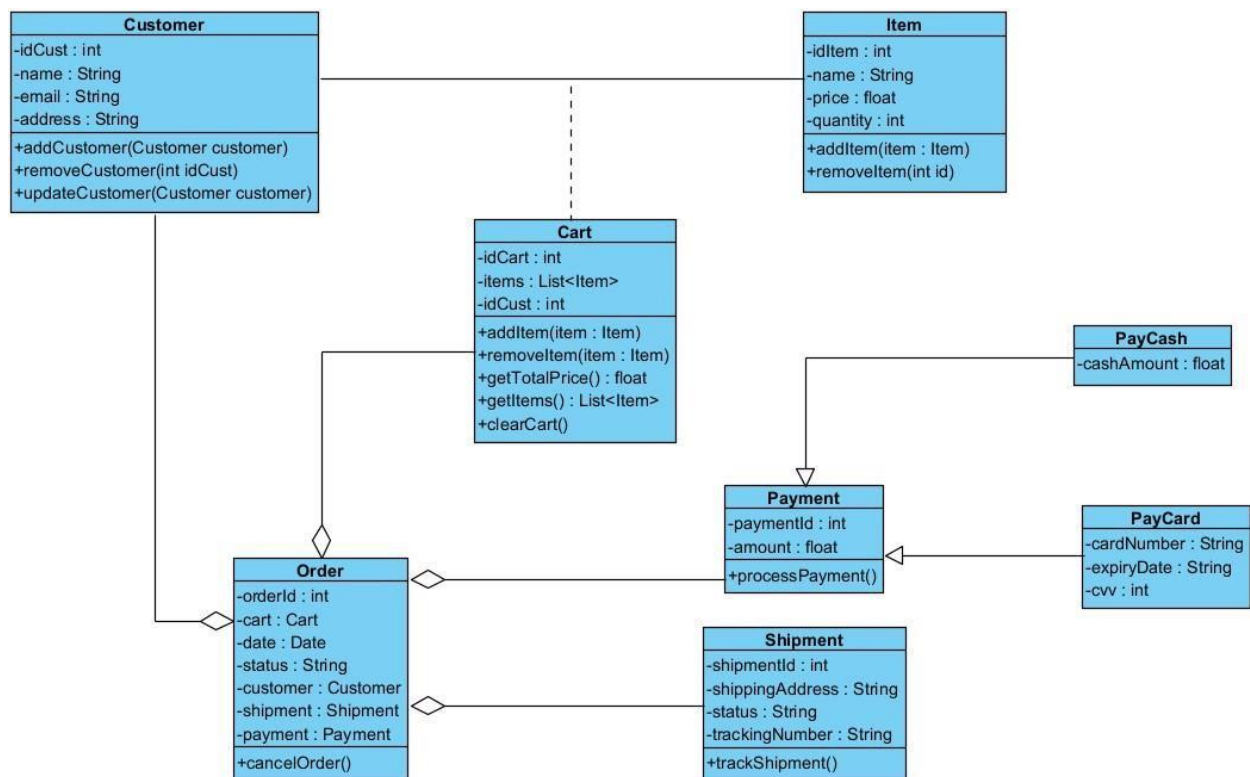 Customer
-idCust : int
-name : String
-email : String
-address : String
+addCustomer(Customer customer)
+removeCustomer(int idCust)
+updateCustomer(Customer customer)
Item
-idItem : int
-name : String
-price : float
-quantity : int
+addItem(item : Item)
+removeItem(int id)
Cart
-idCart : int
-items : List<Item>
-idCust : int
+addItem(item : Item)
+removeItem(item : Item)
+getTotalPrice() : float
+getItems() : List<Item>
+clearCart()
PayCash
-cashAmount : float
Payment
-paymentId : int
-amount : float
+processPayment()
PayCard
-cardNumber : String
-expiryDate : String
-cvv : int
Order
-orderId : int
-cart : Cart
-date : Date
-status : String
-customer : Customer
-shipment : Shipment
-payment : Payment
+cancelOrder()
Shipment
-shipmentId : int
-shippingAddress : String
-status : String
-trackingNumber : String
+trackShipment()